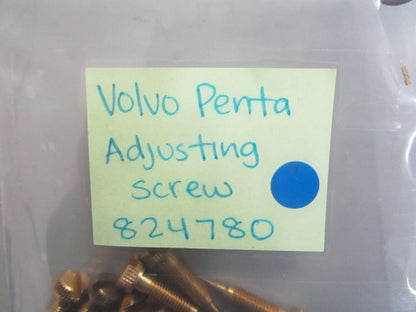 Volvo Penta
Adjusting
screw
824780